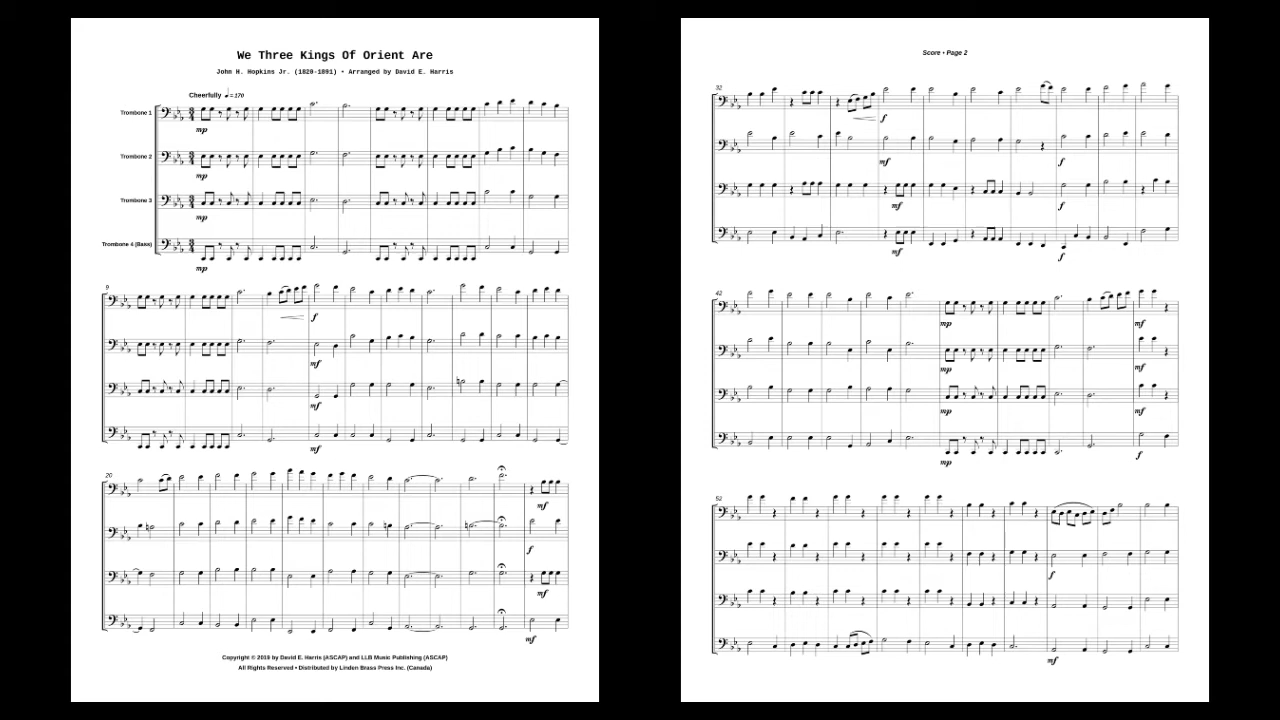 We Three Kings Of Orient Are
John H. Hopkins Jr. (1820-1891) • Arranged by David E. Harris
Cheerfully ♩ = 170
Trombone 1
mp
Trombone 2
mp
Trombone 3
mp
Trombone 4 (Bass)
mp
9
f
mf
mf
mf
20
mf
f
mf
mf
Copyright © 2019 by David E. Harris (ASCAP) and LLB Music Publishing (ASCAP)
All Rights Reserved • Distributed by Linden Brass Press Inc. (Canada)
Score • Page 2
32
f
mf
f
mf
f
mf
f
42
mp
mf
mp
mf
mp
mf
mp
f
52
f
mf